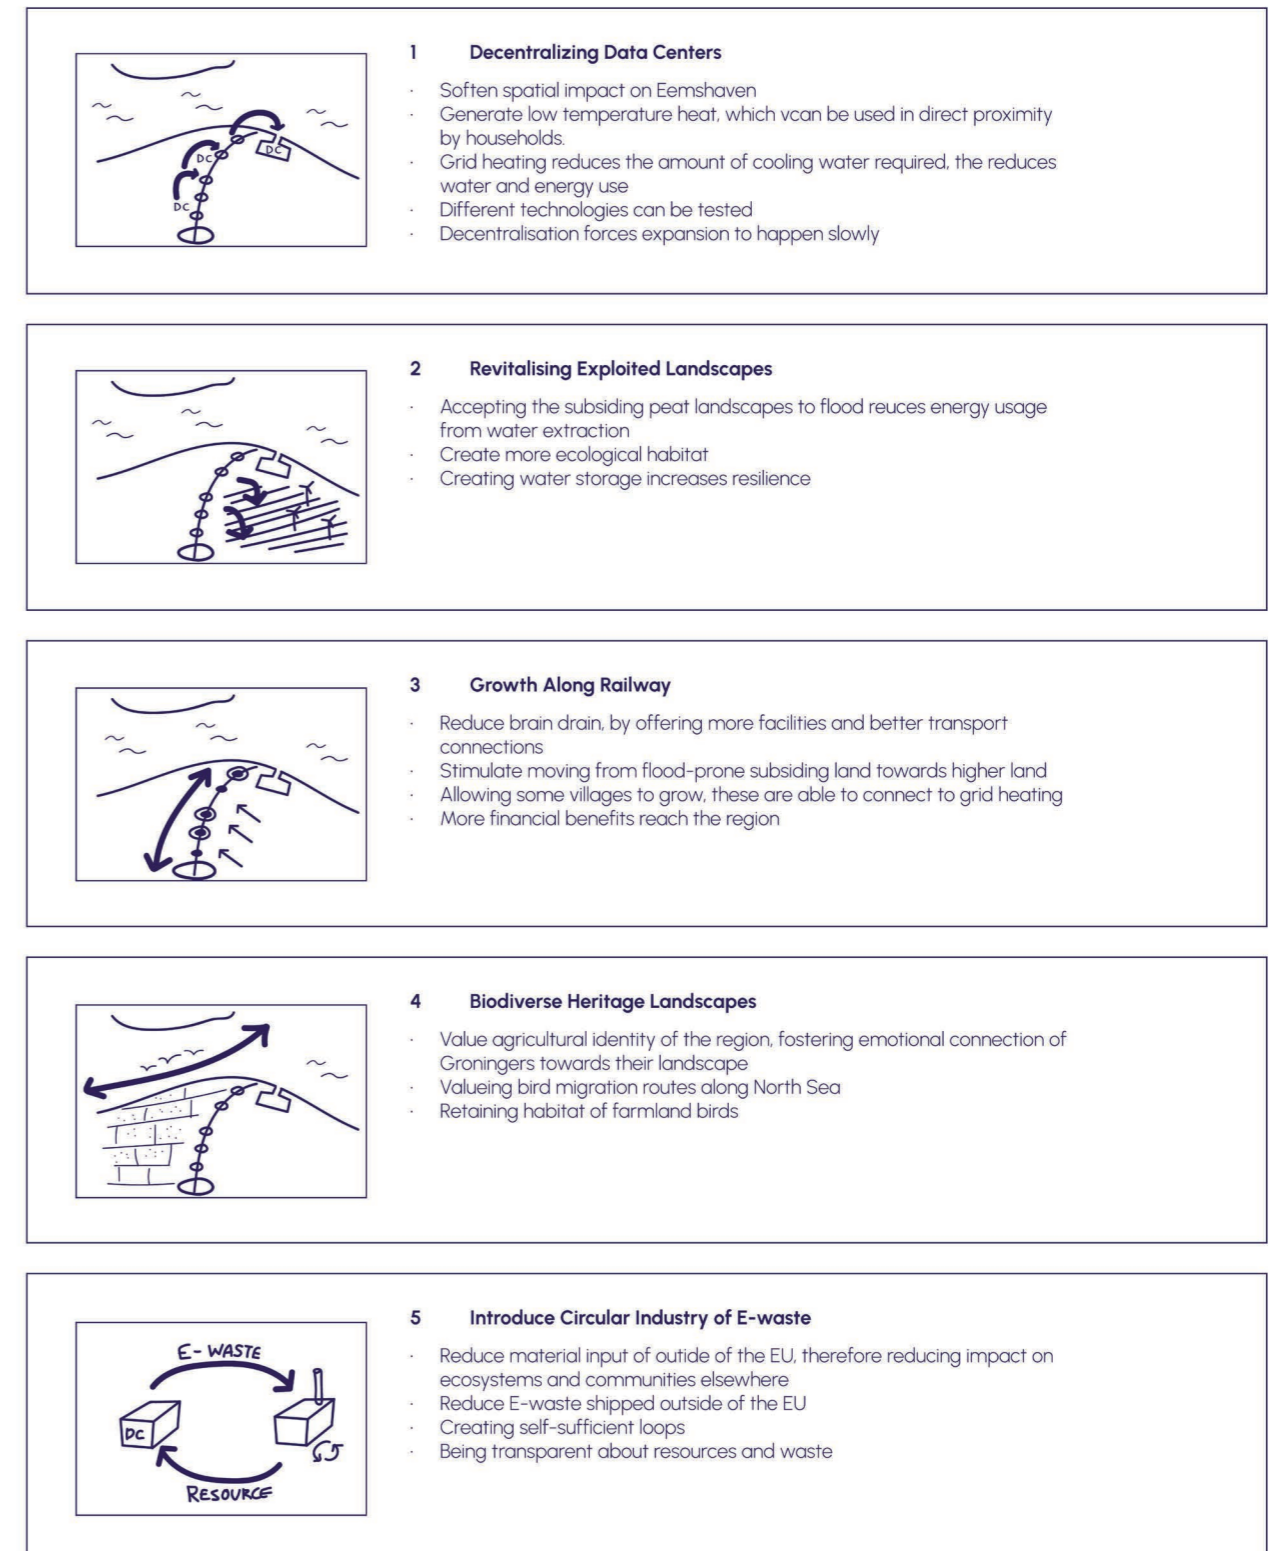 1 Decentralizing Data Centers
· Soften spatial impact on Eemshaven
· Generate low temperature heat, which vcan be used in direct proximity
by households.
· Grid heating reduces the amount of cooling water required, the reduces
water and energy use
· Different technologies can be tested
· Decentralisation forces expansion to happen slowly
DC
DC
DC
2 Revitalising Exploited Landscapes
· Accepting the subsiding peat landscapes to flood reuces energy usage
from water extraction
· Create more ecological habitat
· Creating water storage increases resilience
3 Growth Along Railway
· Reduce brain drain, by offering more facilities and better transport
connections
· Stimulate moving from flood-prone subsiding land towards higher land
· Allowing some villages to grow, these are able to connect to grid heating
· More financial benefits reach the region
4 Biodiverse Heritage Landscapes
· Value agricultural identity of the region, fostering emotional connection of
Groningers towards their landscape
· Valueing bird migration routes along North Sea
· Retaining habitat of farmland birds
5 Introduce Circular Industry of E-waste
· Reduce material input of outide of the EU, therefore reducing impact on
ecosystems and communities elsewhere
· Reduce E-waste shipped outside of the EU
· Creating self-sufficient loops
· Being transparent about resources and waste
E-WASTE
DC
RESOURCE